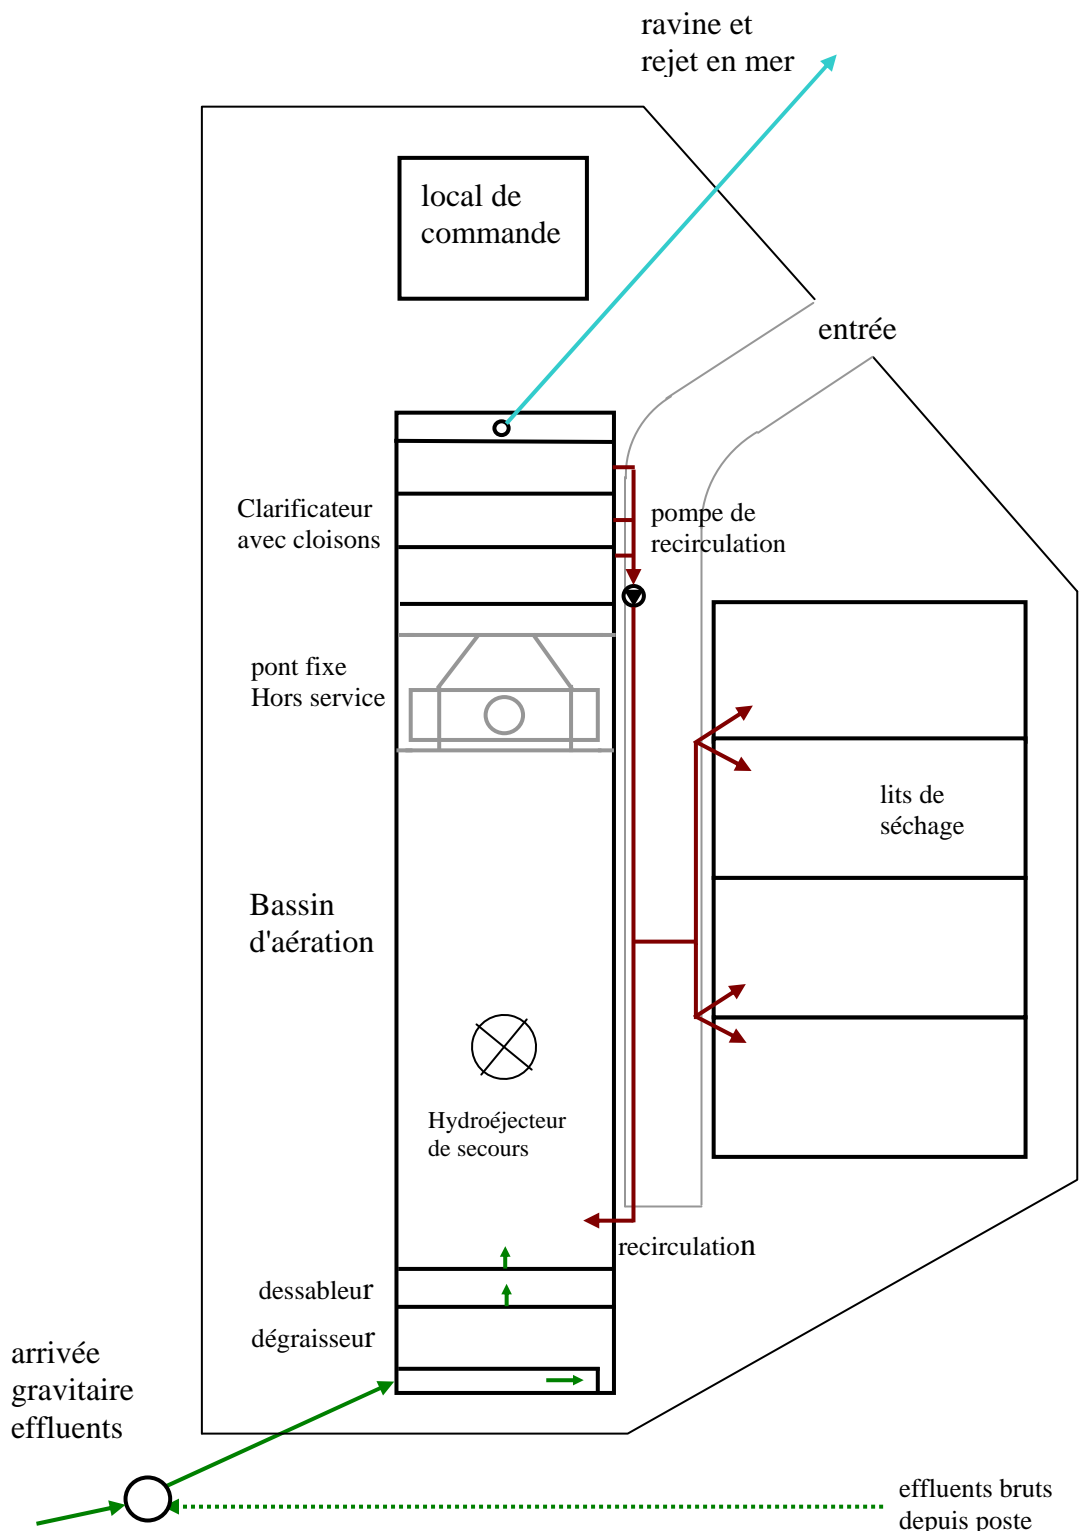 ravine et
rejet en mer
local de
commande
entrée
Clarificateur
avec cloisons
pompe de
recirculation
pont fixe
Hors service
lits de
séchage
Bassin
d'aération
Hydroéjecteur
de secours
recirculation
dessableur
dégraisseur
arrivée
gravitaire
effluents
effluents bruts
depuis poste